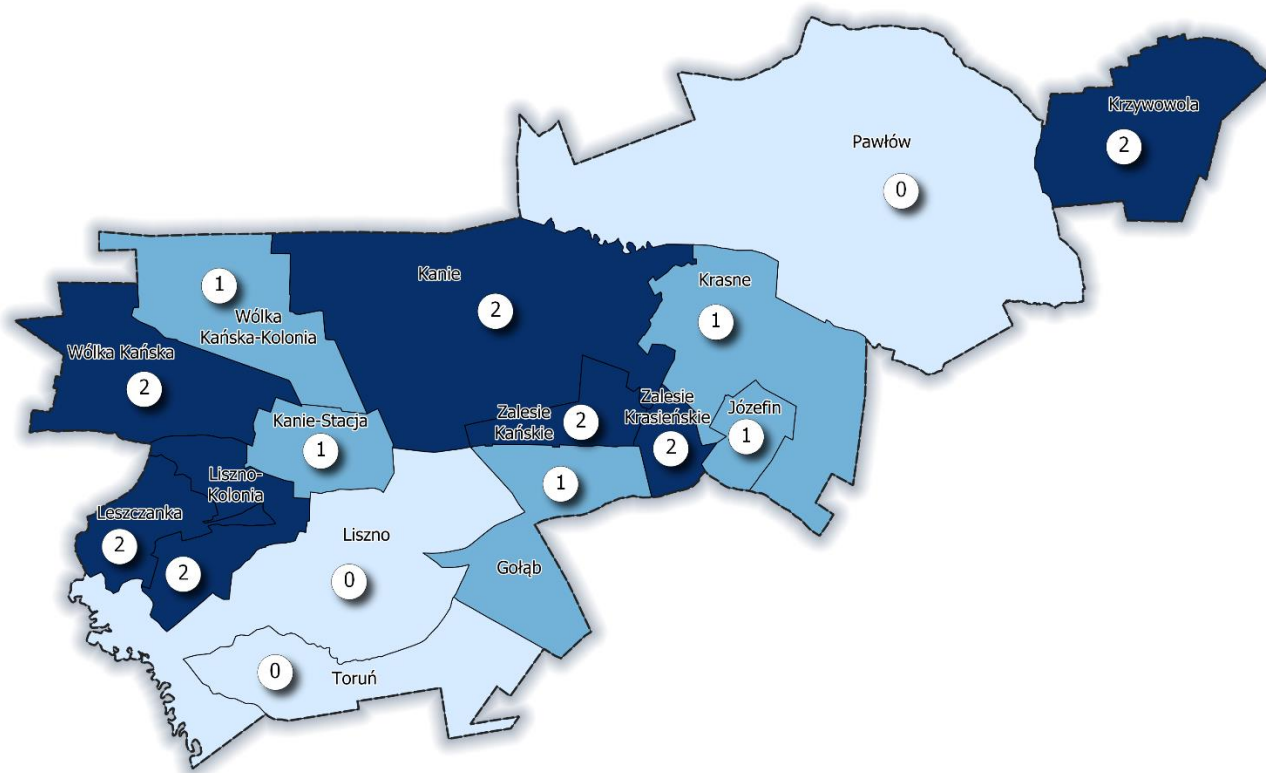 Krzywowola
2
Pawłów
0
Kanie
2
Krasne
1
1
Wólka
Kańska-Kolonia
Wólka Kańska
2
Zalesie
Kańskie
2
Zalesie
Krasieńskie
2
Józefin
1
Kanie-Stacja
1
Liszno-
Kolonia
2
Leszczanka
2
1
Gołąb
Liszno
0
Toruń
0